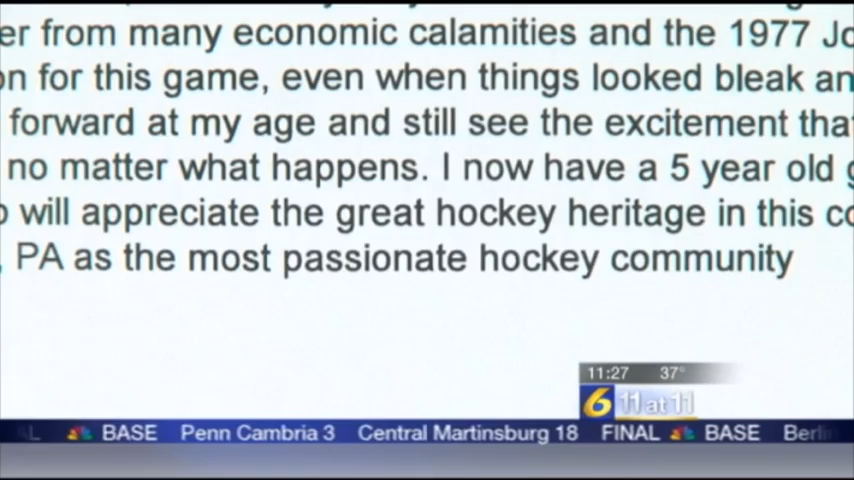 er from many economic calamities and the 1977 Jo
on for this game, even when things looked bleak an
forward at my age and still see the excitement tha
no matter what happens. I now have a 5 year old g
will appreciate the great hockey heritage in this co
, PA as the most passionate hockey community
11:27 37°
6 11 at 11
BASE Penn Cambria 3 Central Martinsburg 18 FINAL BASE Berlin